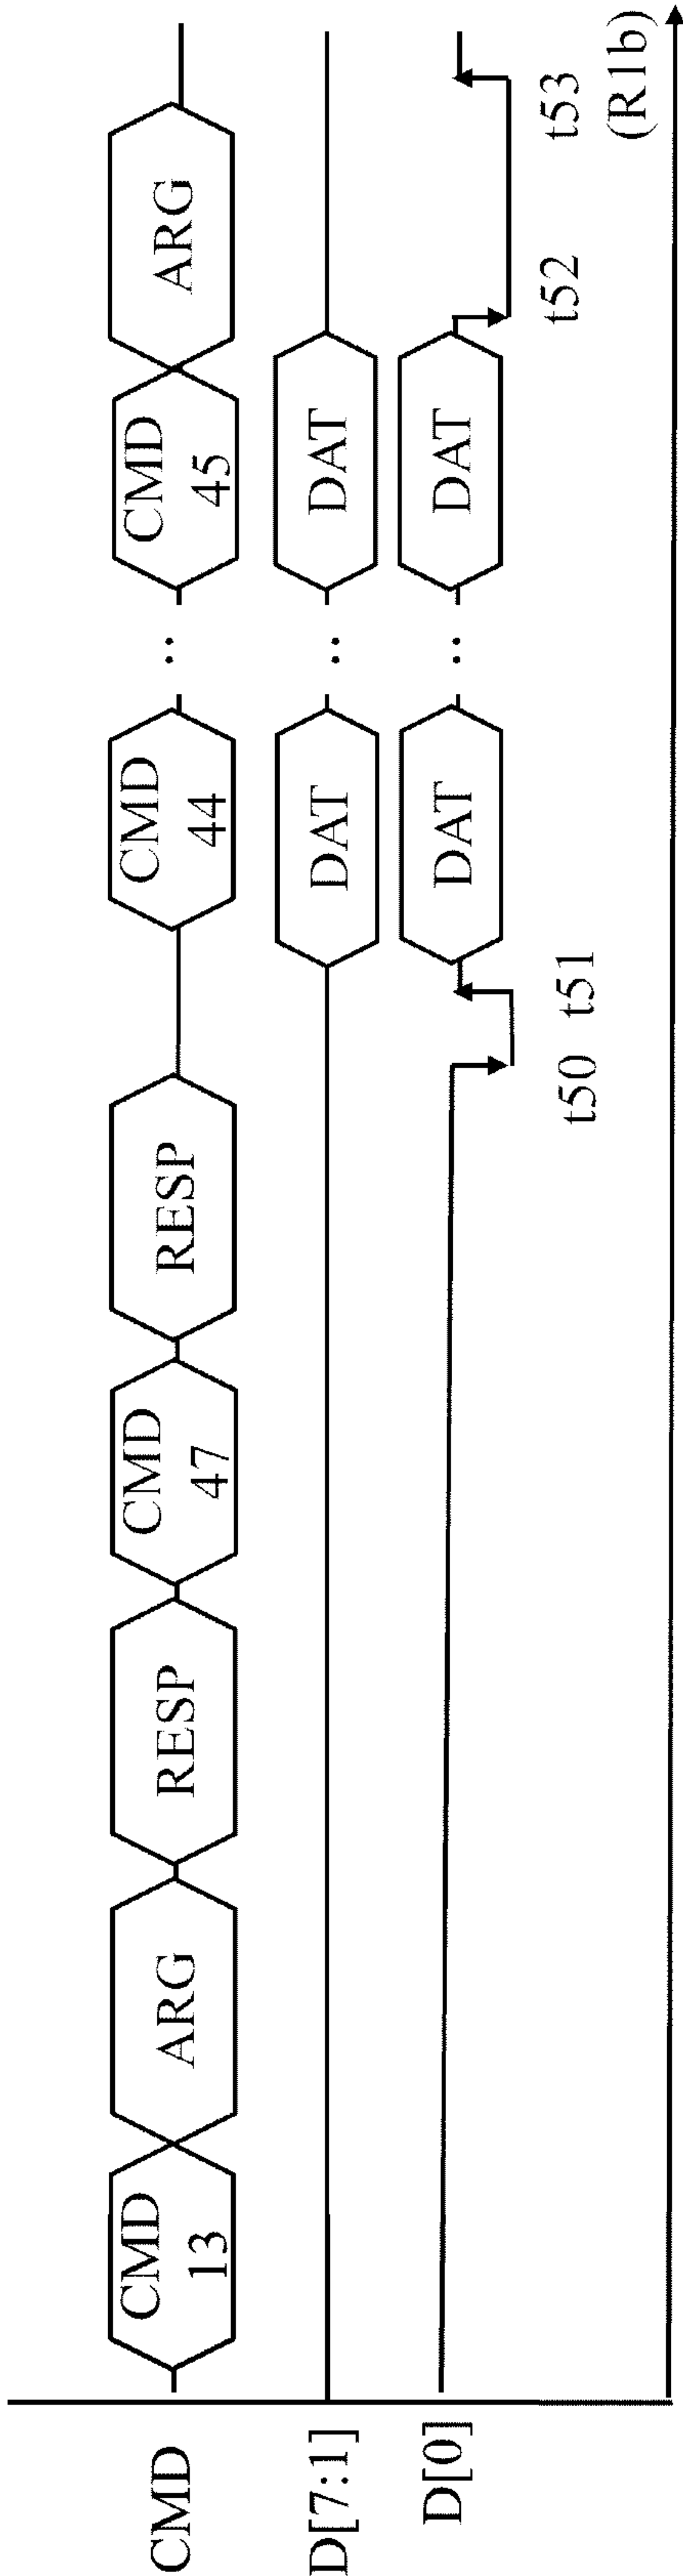 CMD
CMD
13
ARG
RESP
CMD
47
RESP
CMD
44
..
CMD
45
ARG
D[7:1]
DAT
..
DAT
D[0]
DAT
..
DAT
t50 t51
t52
t53
(R1b)